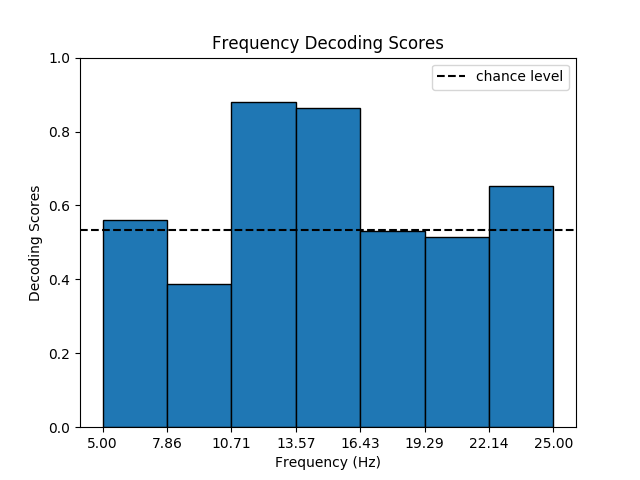 Frequency Decoding Scores
chance level
1.0
0.8
0.6
0.4
0.2
0.0
Decoding Scores
5.00 7.86 10.71 13.57 16.43 19.29 22.14 25.00
Frequency (Hz)